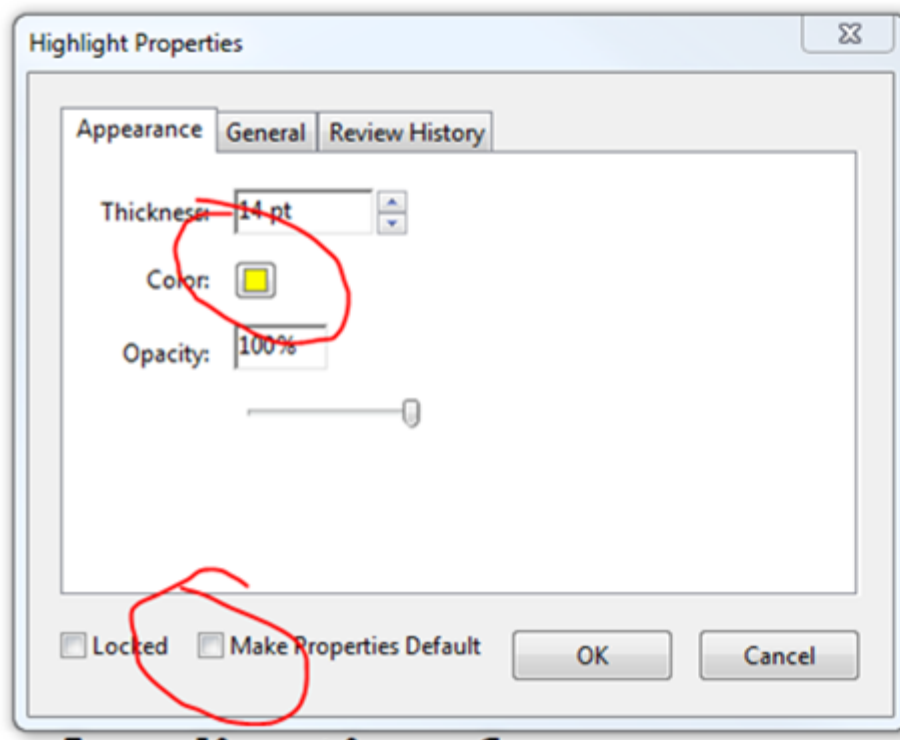 Highlight Properties
Appearance General Review History
Thickness: 14 pt
Color:
Opacity: 100%
Locked Make Properties Default OK Cancel